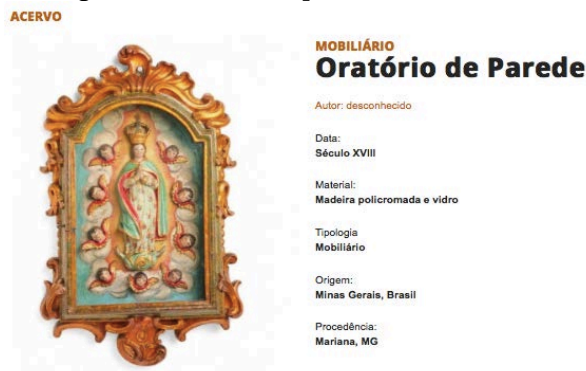 ACERVO
MOBILIÁRIO
Oratório de Parede
Autor: desconhecido
Data:
Século XVIII
Material:
Madeira policromada e vidro
Tipologia
Mobiliário
Origem:
Minas Gerais, Brasil
Procedência:
Mariana, MG